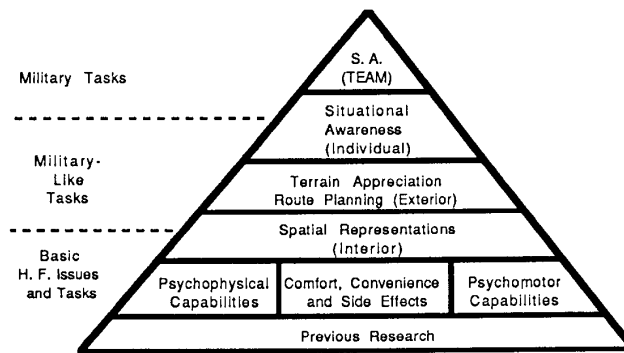 S. A.
(TEAM)
Military Tasks
Situational
Awareness
(Individual)
Military-
Like
Tasks
Terrain Appreciation
Route Planning (Exterior)
Spatial Representations
(Interior)
Basic
H. F. Issues
and Tasks
Psychophysical
Capabilities
Comfort, Convenience
and Side Effects
Psychomotor
Capabilities
Previous Research